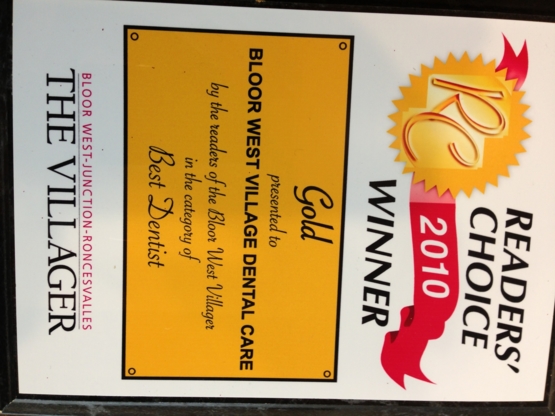 READERS'
CHOICE
RC
2010
WINNER
Gold
presented to
BLOOR WEST VILLAGE DENTAL CARE
by the readers of the Bloor West Villager
in the category of
Best Dentist
BLOOR WEST-JUNCTION-RONCESVALLES
THE VILLAGER